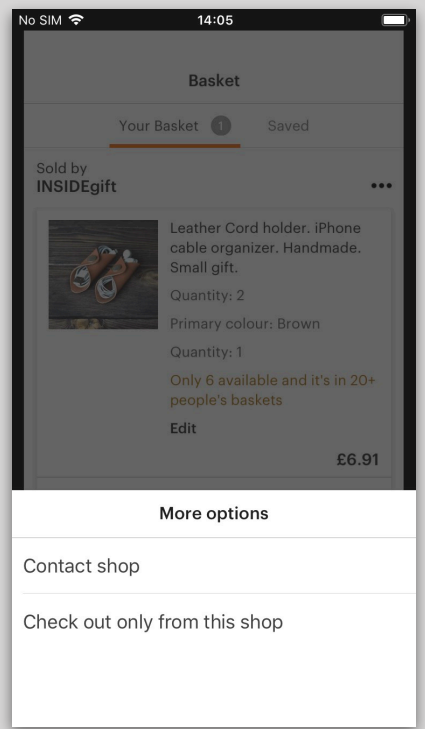 No SIM 14:05
Basket
Your Basket 1 Saved
Sold by
INSIDEgift
Leather Cord holder. iPhone
cable organizer. Handmade.
Small gift.
Quantity: 2
Primary colour: Brown
Quantity: 1
Only 6 available and it's in 20+
people's baskets
Edit
£6.91
More options
Contact shop
Check out only from this shop